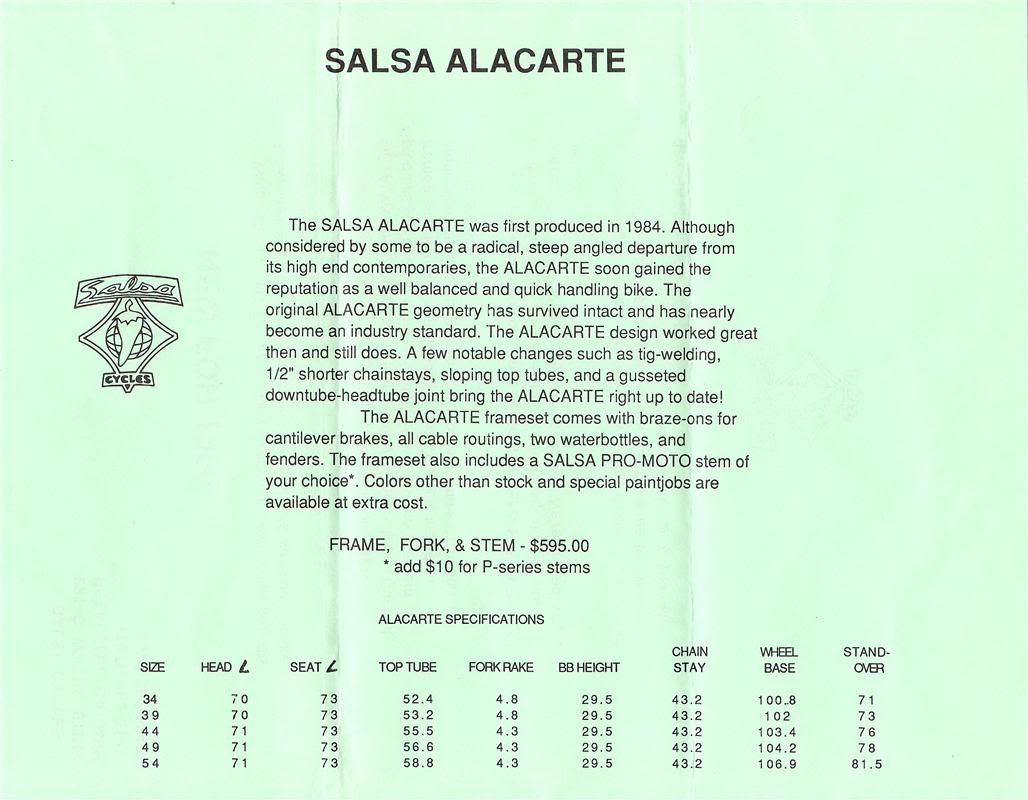 SALSA ALACARTE
The SALSA ALACARTE was first produced in 1984. Although
considered by some to be a radical, steep angled departure from
its high end contemporaries, the ALACARTE soon gained the
reputation as a well balanced and quick handling bike. The
original ALACARTE geometry has survived intact and has nearly
become an industry standard. The ALACARTE design worked great
then and still does. A few notable changes such as tig-welding,
1/2" shorter chainstays, sloping top tubes, and a gusseted
downtube-headtube joint bring the ALACARTE right up to date!
The ALACARTE frameset comes with braze-ons for
cantilever brakes, all cable routings, two waterbottles, and
fenders. The frameset also includes a SALSA PRO-MOTO stem of
your choice*. Colors other than stock and special paintjobs are
available at extra cost.
Salsa
CYCLES
FRAME, FORK, & STEM - $595.00
* add $10 for P-series stems
ALACARTE SPECIFICATIONS
SIZE HEAD ∠ SEAT ∠ TOP TUBE FORK RAKE BB HEIGHT CHAIN STAY WHEEL BASE STAND-OVER
34 70 73 52.4 4.8 29.5 43.2 100.8 71
39 70 73 53.2 4.8 29.5 43.2 102 73
44 71 73 55.5 4.3 29.5 43.2 103.4 76
49 71 73 56.6 4.3 29.5 43.2 104.2 78
54 71 73 58.8 4.3 29.5 43.2 106.9 81.5